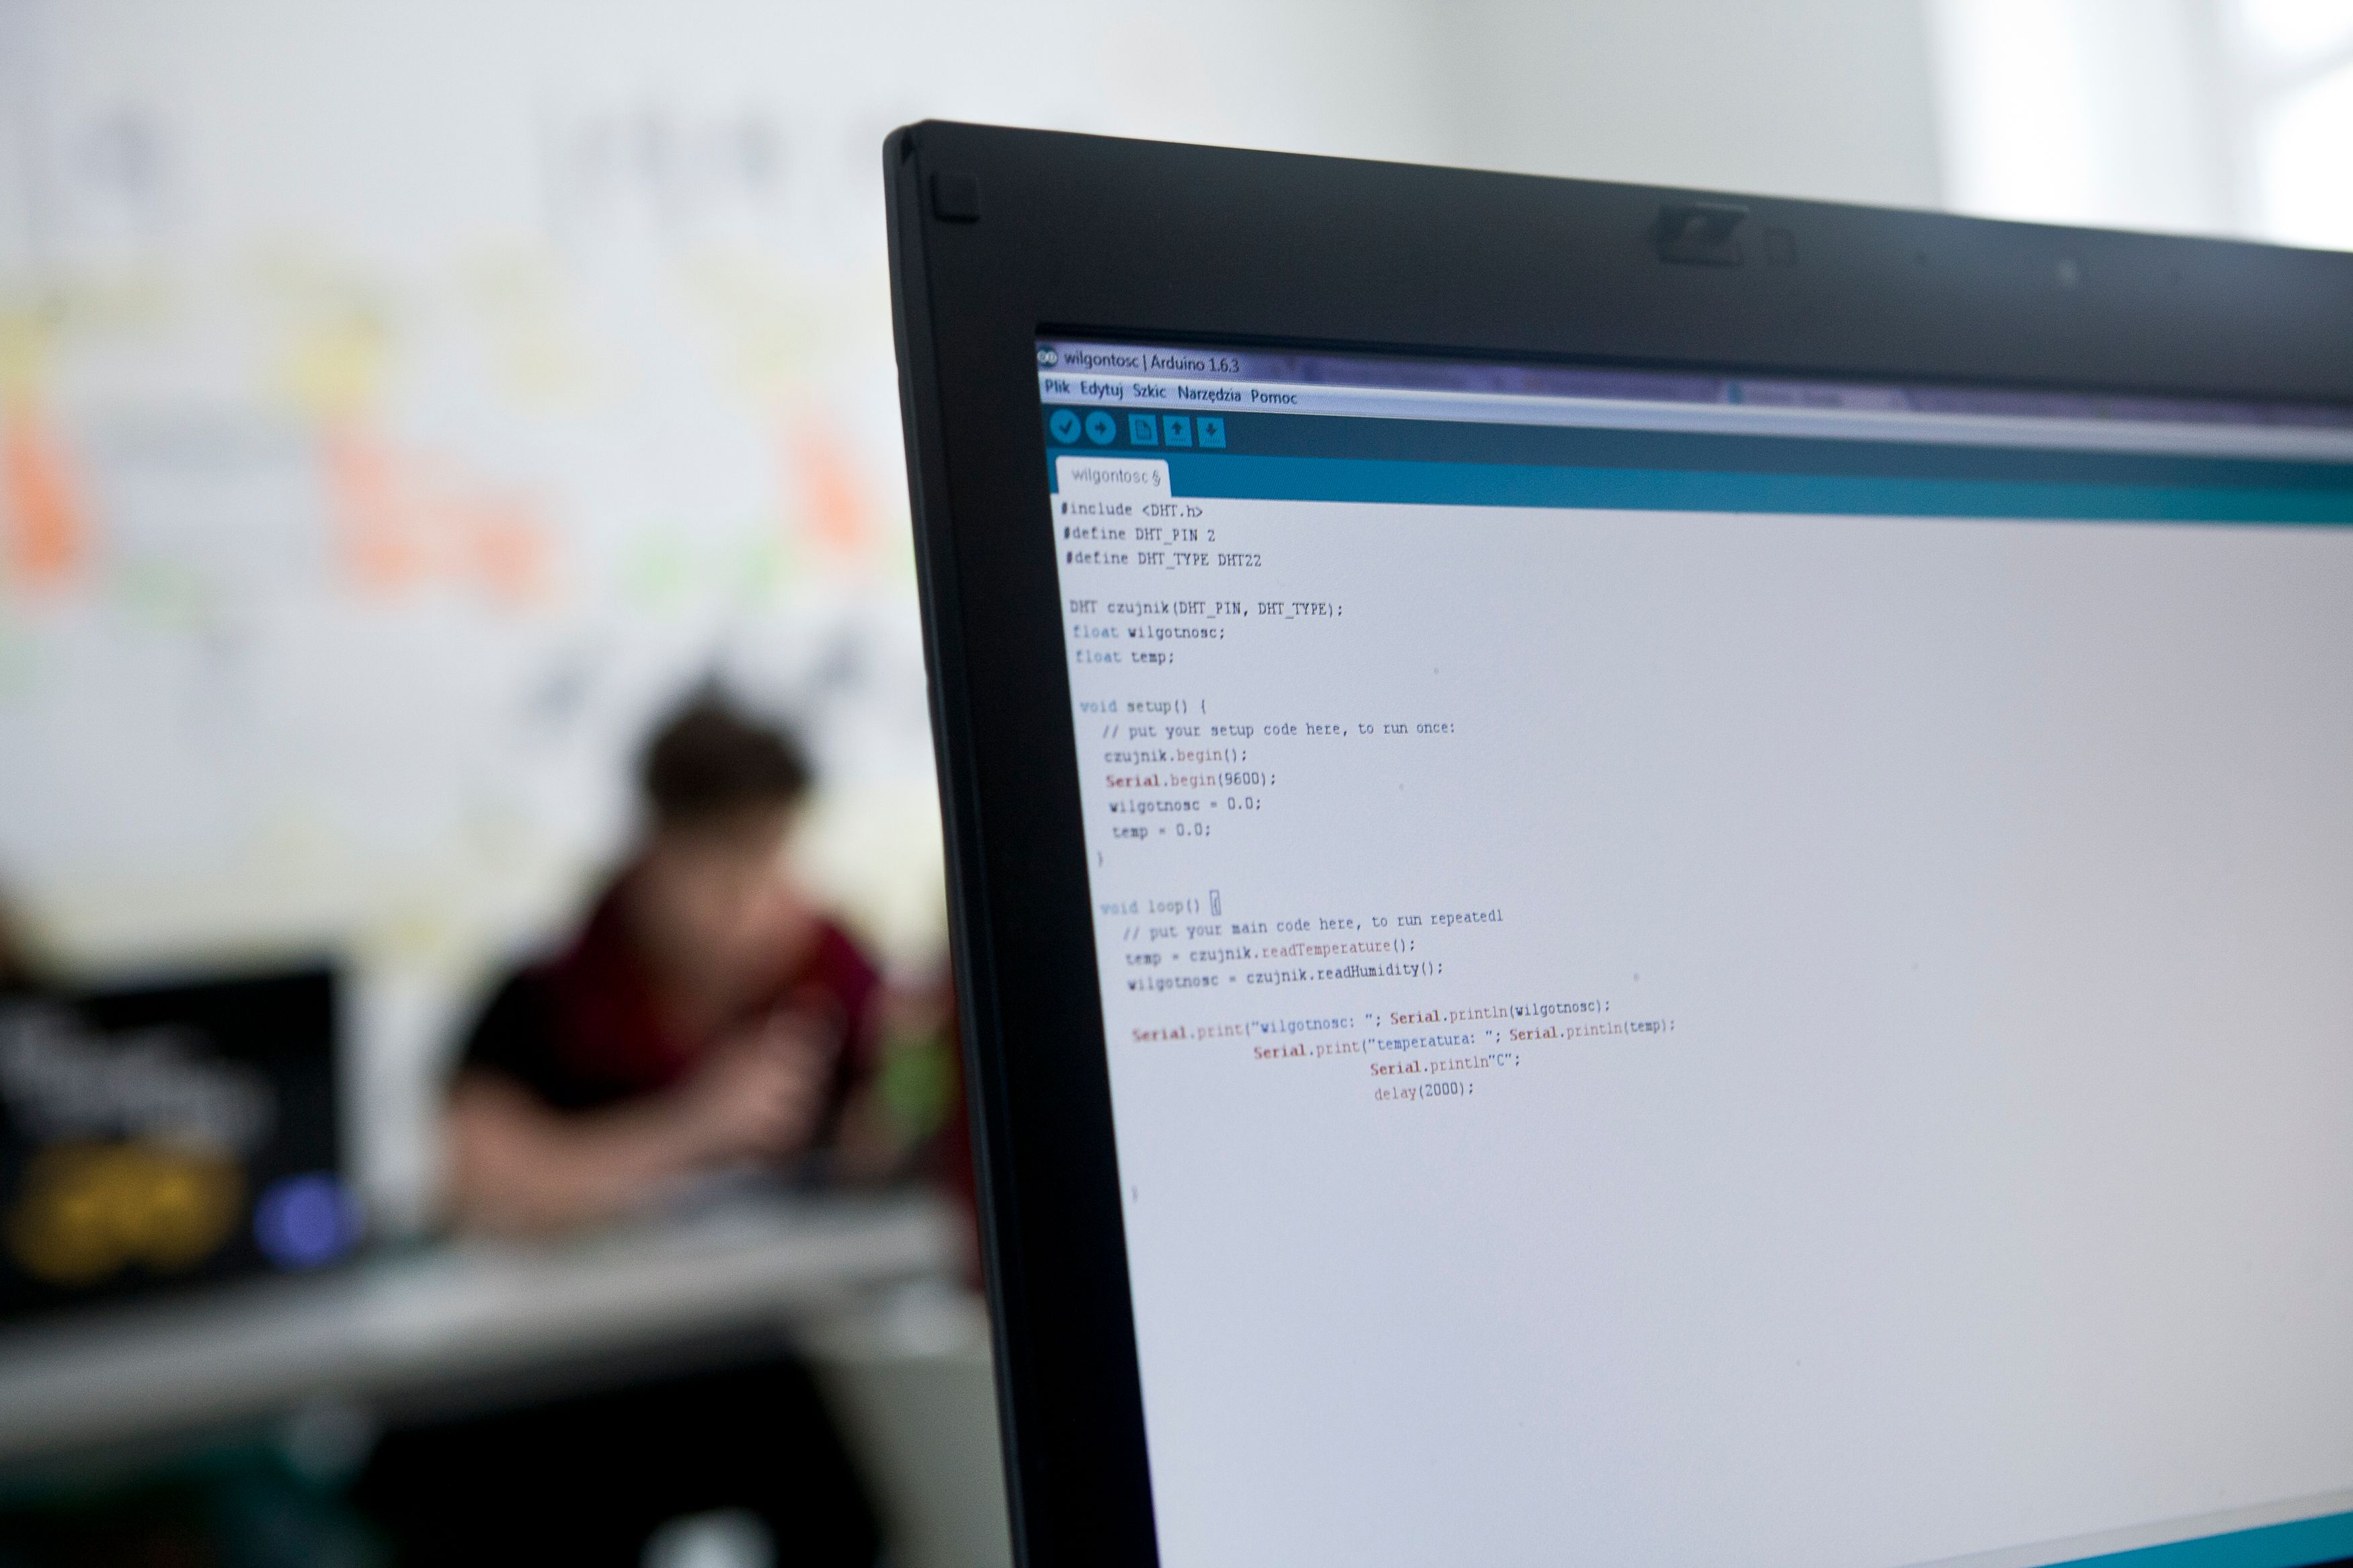 wilgontosc | Arduino 1.6.3
Plik Edytuj Szkic Narzędzia Pomoc
wilgontosc §
#include <DHT.h>
#define DHT_PIN 2
#define DHT_TYPE DHT22
DHT czujnik(DHT_PIN, DHT_TYPE);
float wilgotnosc;
float temp;
void setup() {
// put your setup code here, to run once:
czujnik.begin();
Serial.begin(9600);
wilgotnosc = 0.0;
temp = 0.0;
}
void loop() {
// put your main code here, to run repeatedl
temp = czujnik.readTemperature();
wilgotnosc = czujnik.readHumidity();
Serial.print("wilgotnosc: "; Serial.println(wilgotnosc);
Serial.print("temperatura: "; Serial.println(temp);
Serial.println"C";
delay(2000);
}